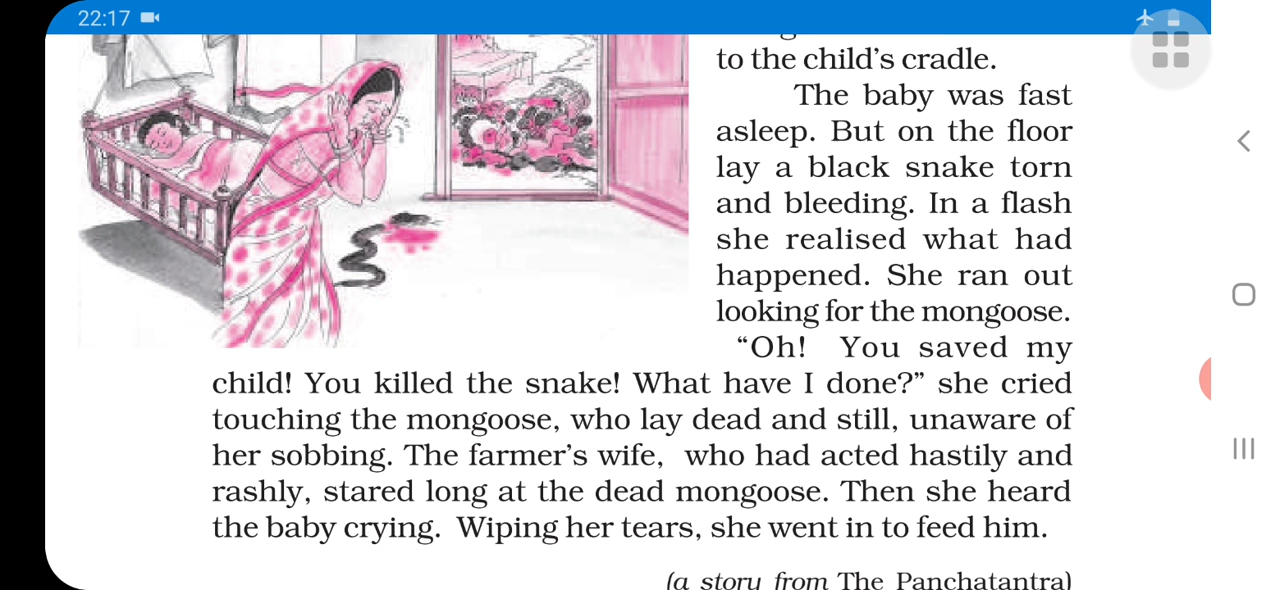 22:17
to the child’s cradle.
The baby was fast
asleep. But on the floor
lay a black snake torn
and bleeding. In a flash
she realised what had
happened. She ran out
looking for the mongoose.
“Oh! You saved my
child! You killed the snake! What have I done?” she cried
touching the mongoose, who lay dead and still, unaware of
her sobbing. The farmer’s wife, who had acted hastily and
rashly, stared long at the dead mongoose. Then she heard
the baby crying. Wiping her tears, she went in to feed him.
(a story from The Panchatantra)